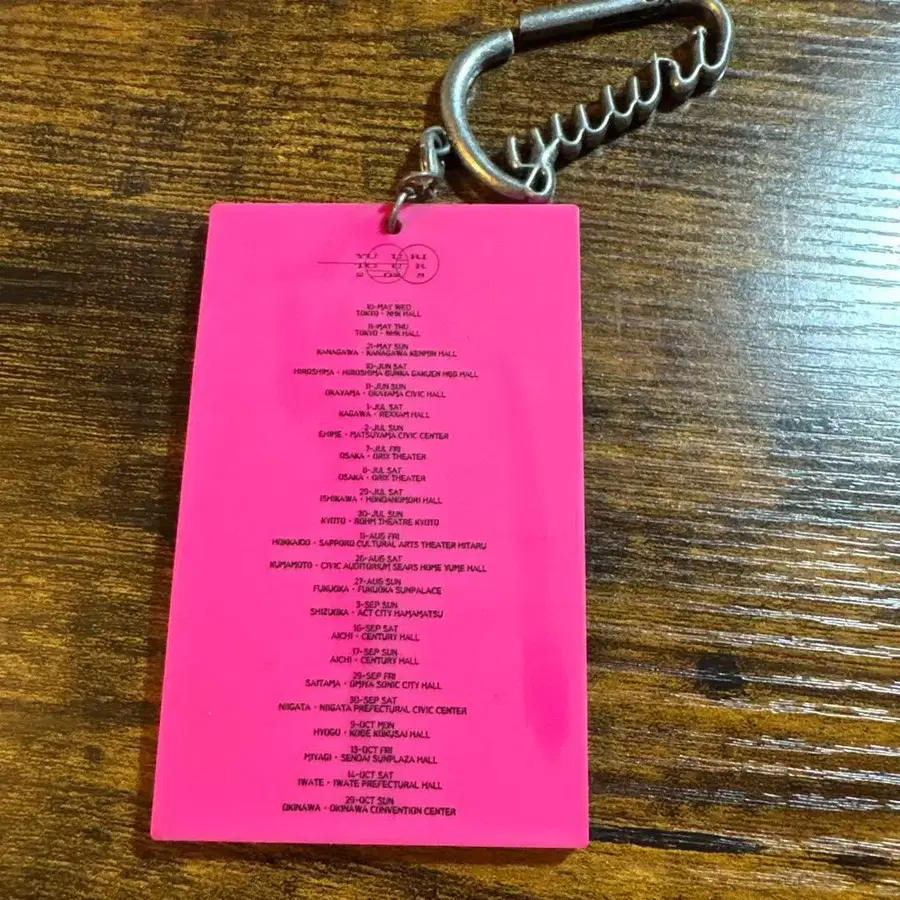 yuuri
YU U RI
TO U R
2 02 3
10-MAY WED
TOKYO · NHK HALL
11-MAY THU
TOKYO · NHK HALL
21-MAY SUN
KANAGAWA · KANAGAWA KENMIN HALL
10-JUN SAT
HIROSHIMA · HIROSHIMA BUNKA GAKUEN HBG HALL
11-JUN SUN
OKAYAMA · OKAYAMA CIVIC HALL
1-JUL SAT
KAGAWA · REXXAM HALL
2-JUL SUN
EHIME · MATSUYAMA CIVIC CENTER
7-JUL FRI
OSAKA · ORIX THEATER
8-JUL SAT
OSAKA · ORIX THEATER
29-JUL SAT
ISHIKAWA · HONDANOMORI HALL
30-JUL SUN
KYOTO · ROHM THEATRE KYOTO
11-AUG FRI
HOKKAIDO · SAPPORO CULTURAL ARTS THEATER HITARU
26-AUG SAT
KUMAMOTO · CIVIC AUDITORIUM SEARS HOME YUME HALL
27-AUG SUN
FUKUOKA · FUKUOKA SUNPALACE
3-SEP SUN
SHIZUOKA · ACT CITY HAMAMATSU
16-SEP SAT
AICHI · CENTURY HALL
17-SEP SUN
AICHI · CENTURY HALL
29-SEP FRI
SAITAMA · OMIYA SONIC CITY HALL
30-SEP SAT
NIIGATA · NIIGATA PREFECTURAL CIVIC CENTER
9-OCT MON
HYOGO · KOBE KOKUSAI HALL
13-OCT FRI
MIYAGI · SENDAI SUNPLAZA HALL
14-OCT SAT
IWATE · IWATE PREFECTURAL HALL
29-OCT SUN
OKINAWA · OKINAWA CONVENTION CENTER